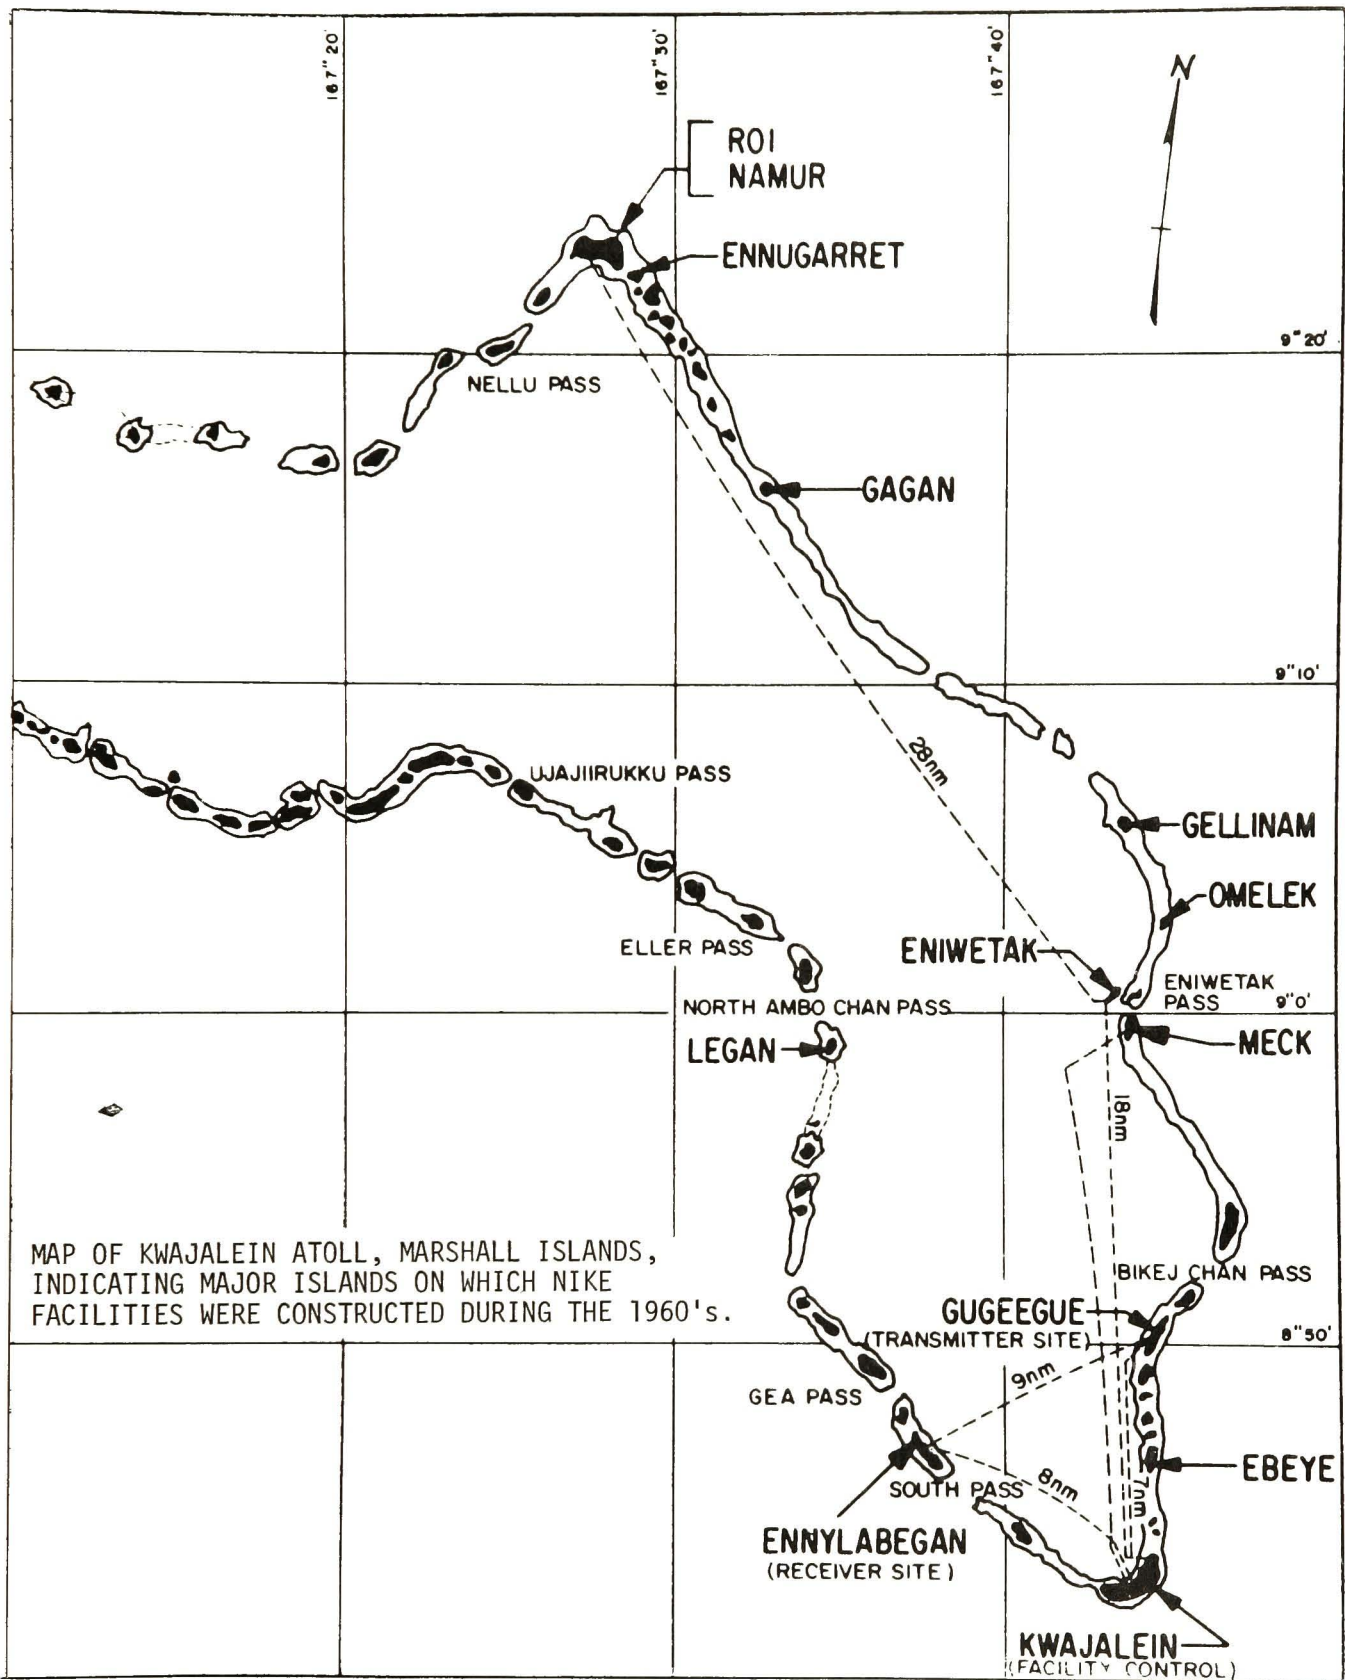 167° 20'
167° 30'
167° 40'
N
ROI
NAMUR
ENNUGARRET
9° 20'
NELLU PASS
GAGAN
9° 10'
28nm
UJAJIIRUKKU PASS
GELLINAM
OMELEK
ELLER PASS
ENIWETAK
ENIWETAK
PASS
9° 0'
NORTH AMBO CHAN PASS
LEGAN
MECK
18nm
MAP OF KWAJALEIN ATOLL, MARSHALL ISLANDS,
INDICATING MAJOR ISLANDS ON WHICH NIKE
FACILITIES WERE CONSTRUCTED DURING THE 1960's.
BIKEJ CHAN PASS
GUGEEGUE
(TRANSMITTER SITE)
8° 50'
9nm
GEA PASS
EBEYE
8nm
7nm
SOUTH PASS
ENNYLABEGAN
(RECEIVER SITE)
KWAJALEIN
(FACILITY CONTROL)